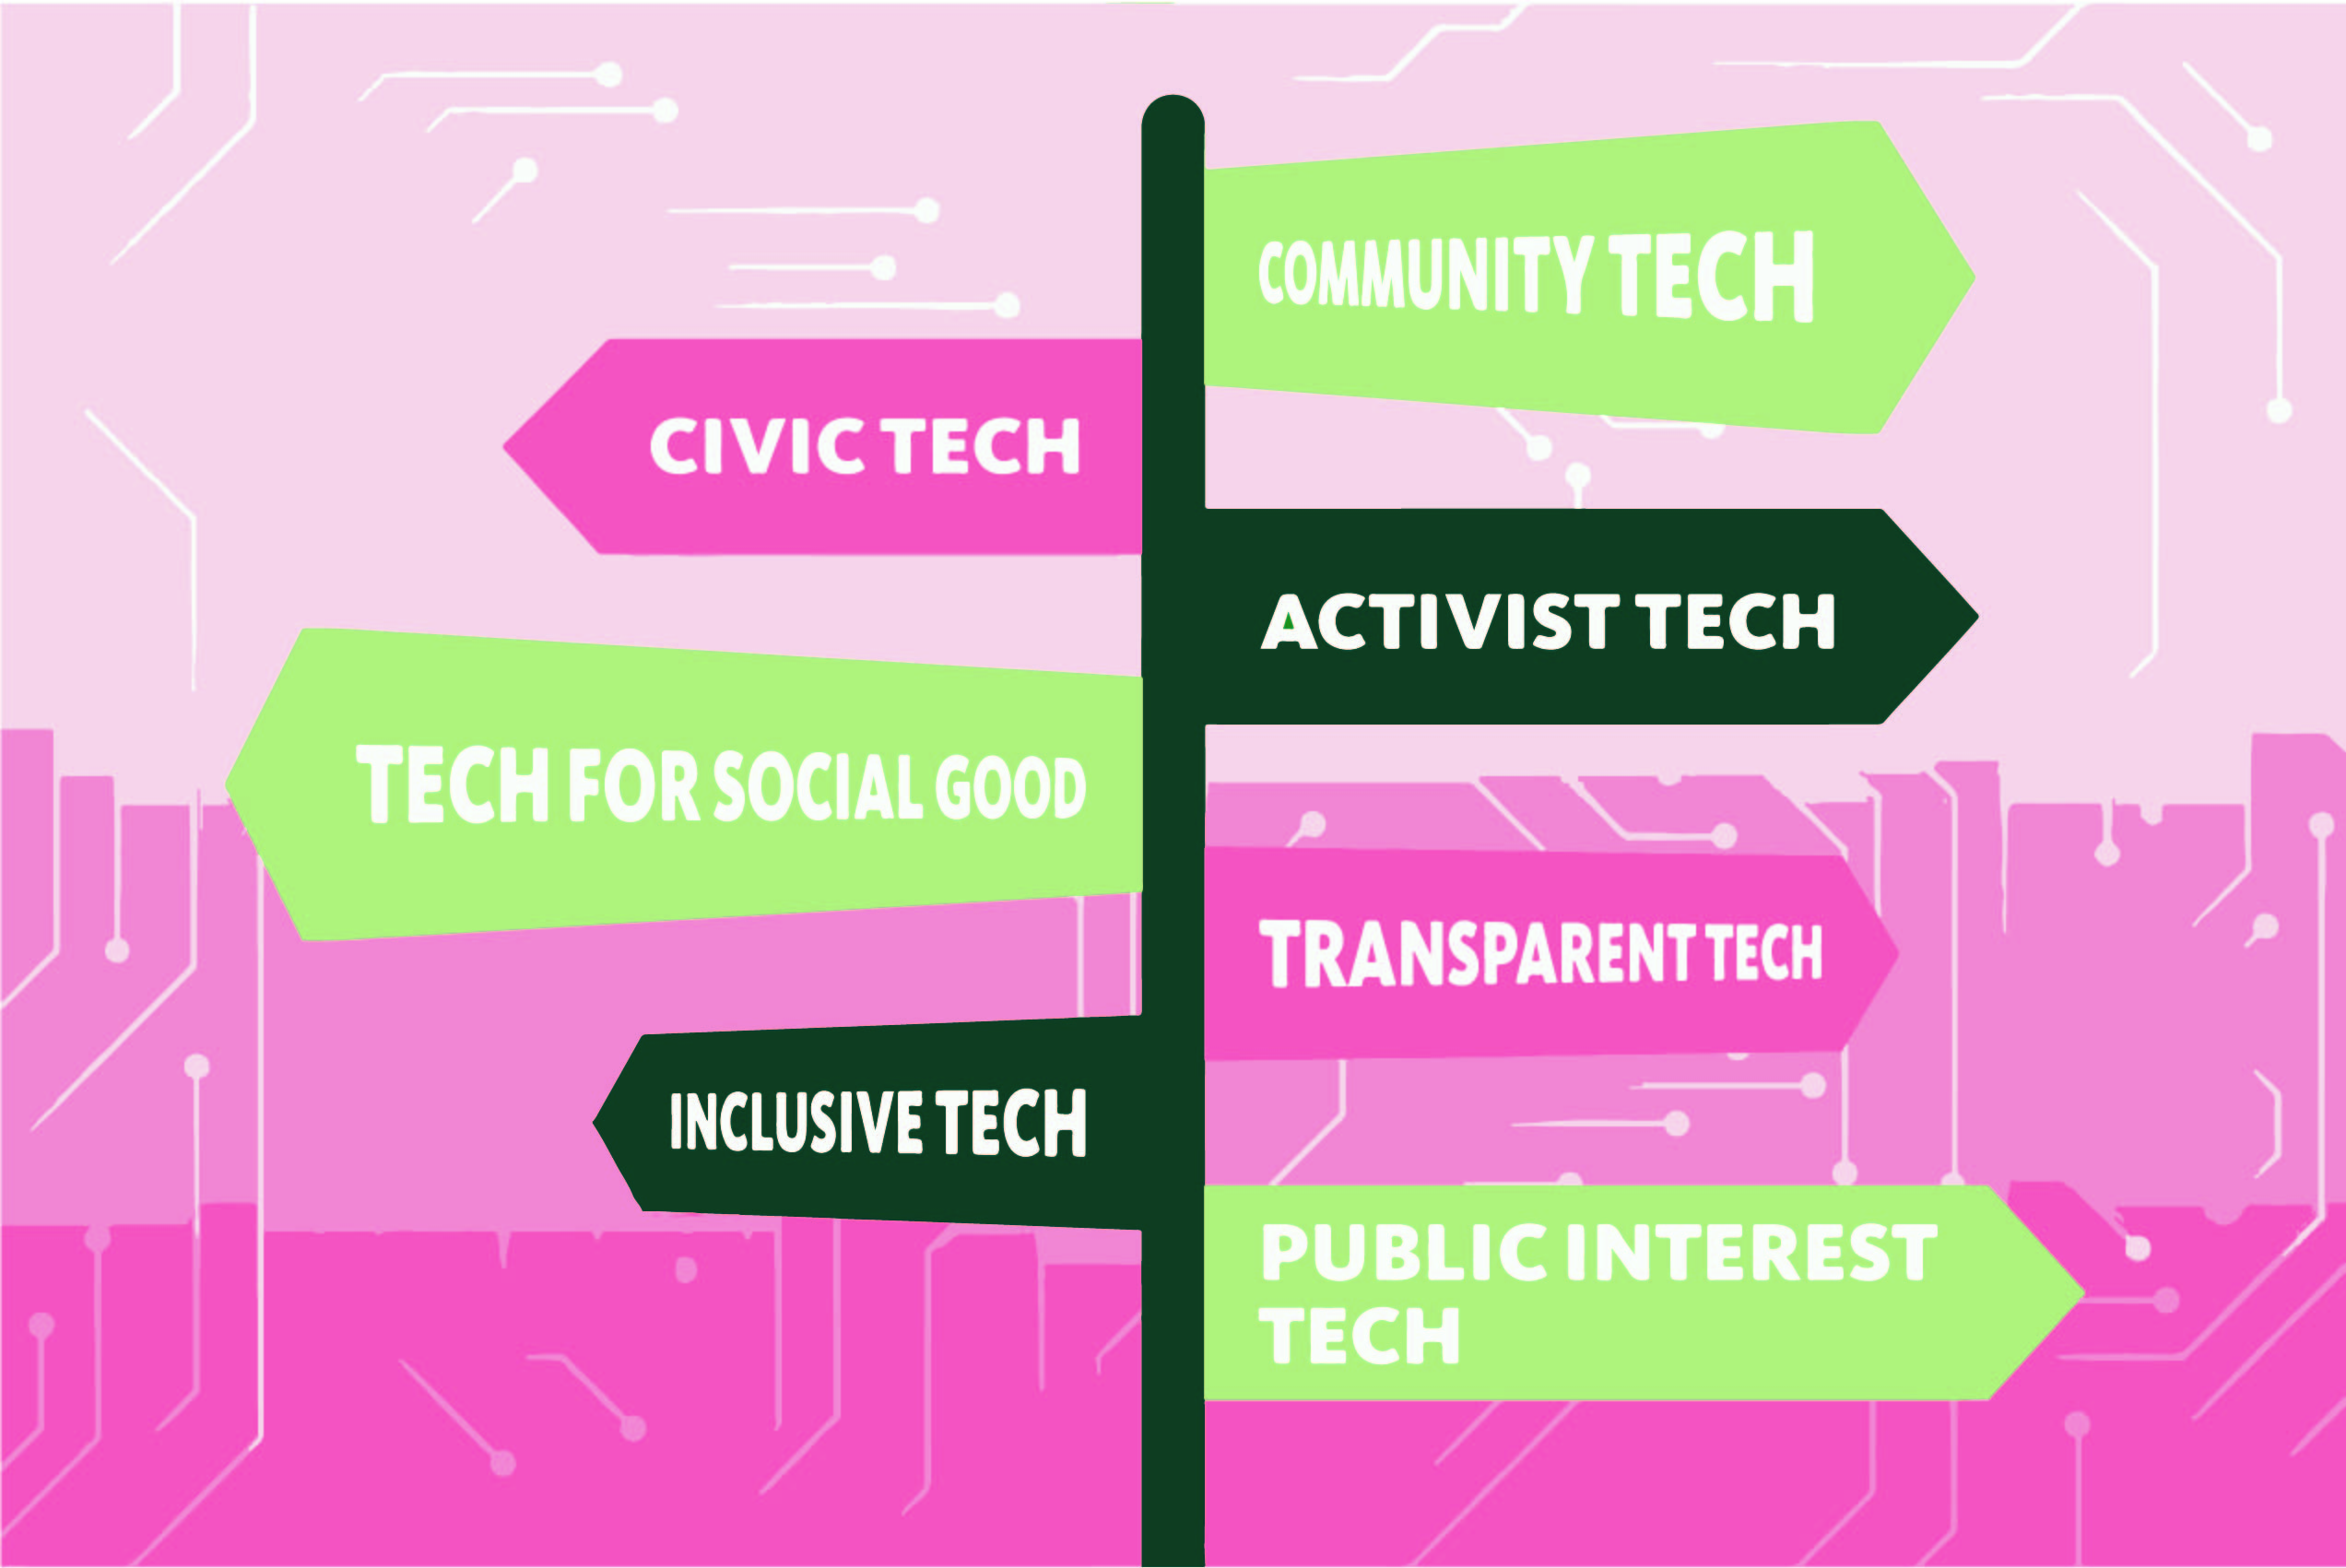 COMMUNITY TECH
CIVIC TECH
ACTIVIST TECH
TECH FOR SOCIAL GOOD
TRANSPARENT TECH
INCLUSIVE TECH
PUBLIC INTEREST
TECH